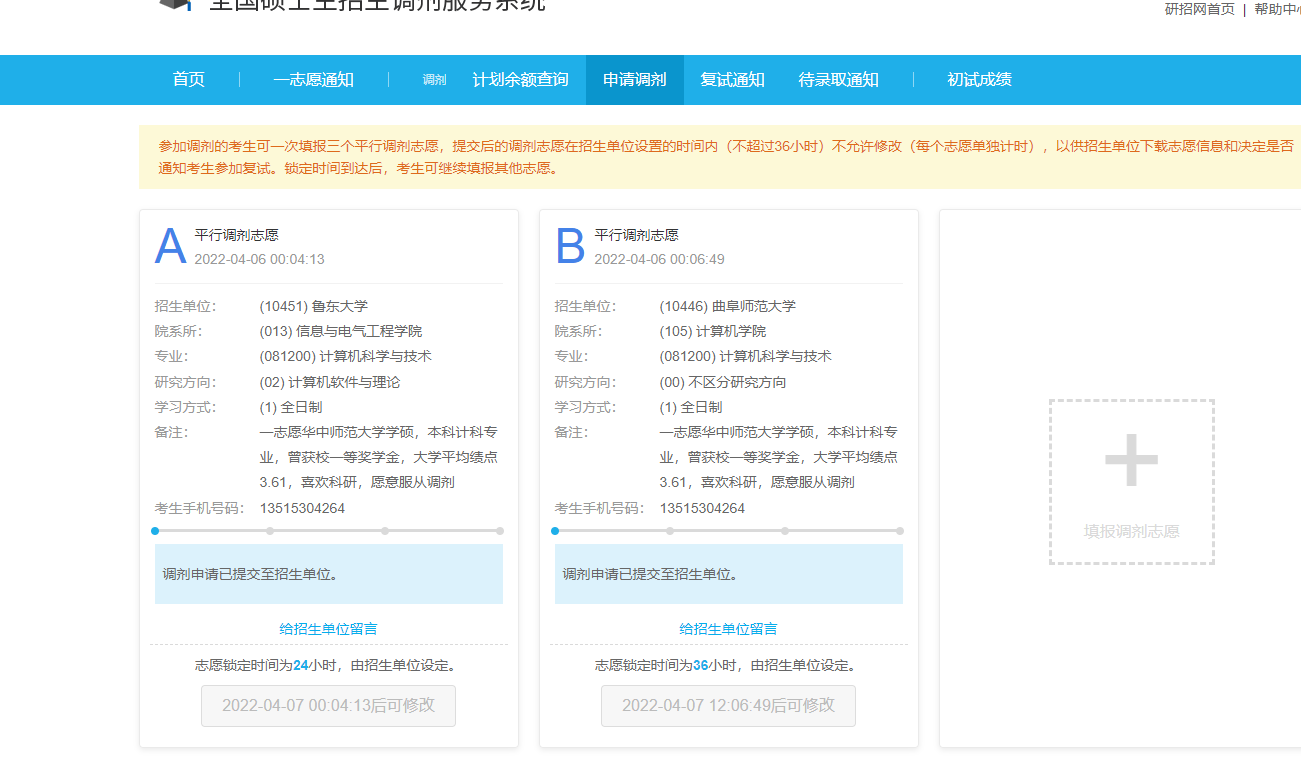 全国硕士生招生调剂服务系统
研招网首页 | 帮助中心
首页 一志愿通知 调剂 计划余额查询 申请调剂 复试通知 待录取通知 初试成绩
参加调剂的考生可一次填报三个平行调剂志愿，提交后的调剂志愿在招生单位设置的时间内（不超过36小时）不允许修改（每个志愿单独计时），以供招生单位下载志愿信息和决定是否
通知考生参加复试。锁定时间到达后，考生可继续填报其他志愿。
A 平行调剂志愿
2022-04-06 00:04:13
招生单位： (10451) 鲁东大学
院系所： (013) 信息与电气工程学院
专业： (081200) 计算机科学与技术
研究方向： (02) 计算机软件与理论
学习方式： (1) 全日制
备注： 一志愿华中师范大学学硕，本科计科专
业，曾获校一等奖学金，大学平均绩点
3.61，喜欢科研，愿意服从调剂
考生手机号码： 13515304264
调剂申请已提交至招生单位。
给招生单位留言
志愿锁定时间为24小时，由招生单位设定。
2022-04-07 00:04:13后可修改
B 平行调剂志愿
2022-04-06 00:06:49
招生单位： (10446) 曲阜师范大学
院系所： (105) 计算机学院
专业： (081200) 计算机科学与技术
研究方向： (00) 不区分研究方向
学习方式： (1) 全日制
备注： 一志愿华中师范大学学硕，本科计科专
业，曾获校一等奖学金，大学平均绩点
3.61，喜欢科研，愿意服从调剂
考生手机号码： 13515304264
调剂申请已提交至招生单位。
给招生单位留言
志愿锁定时间为36小时，由招生单位设定。
2022-04-07 12:06:49后可修改
填报调剂志愿